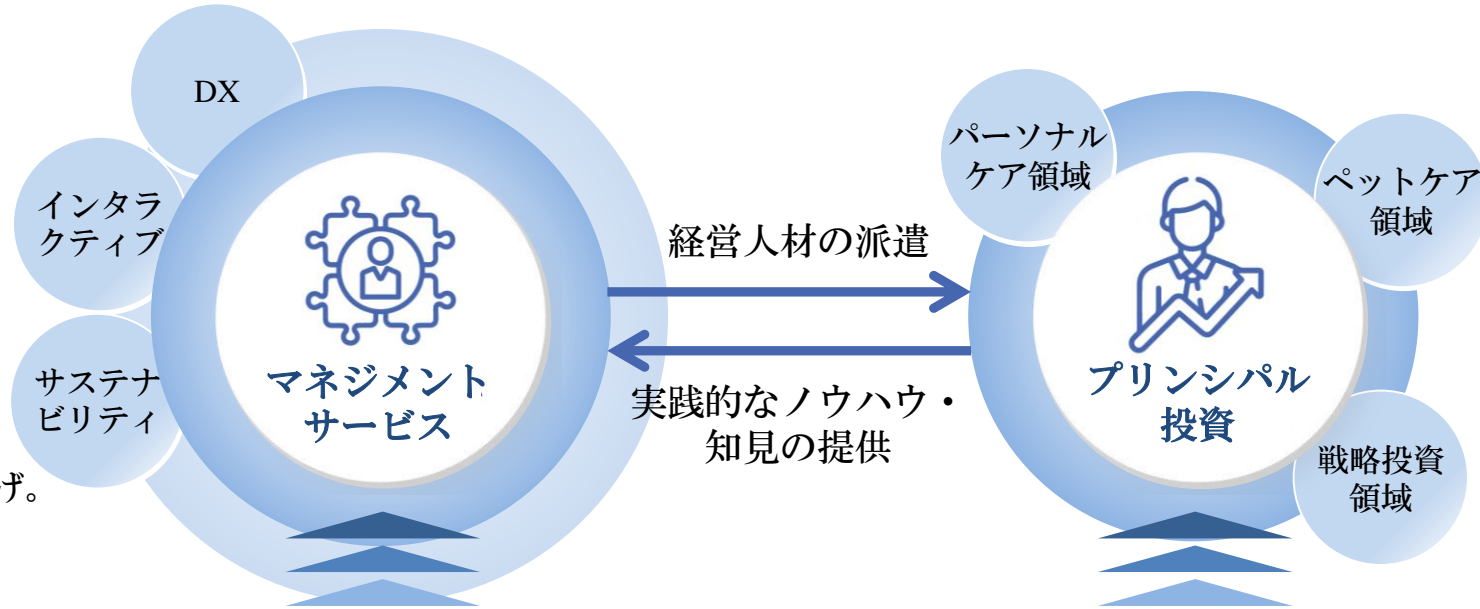 DX
インタラ
クティブ
サステナ
ビリティ
げ。
マネジメント
サービス
経営人材の派遣
実践的なノウハウ・
知見の提供
パーソナル
ケア領域
ペットケア
領域
プリンシパル
投資
戦略投資
領域